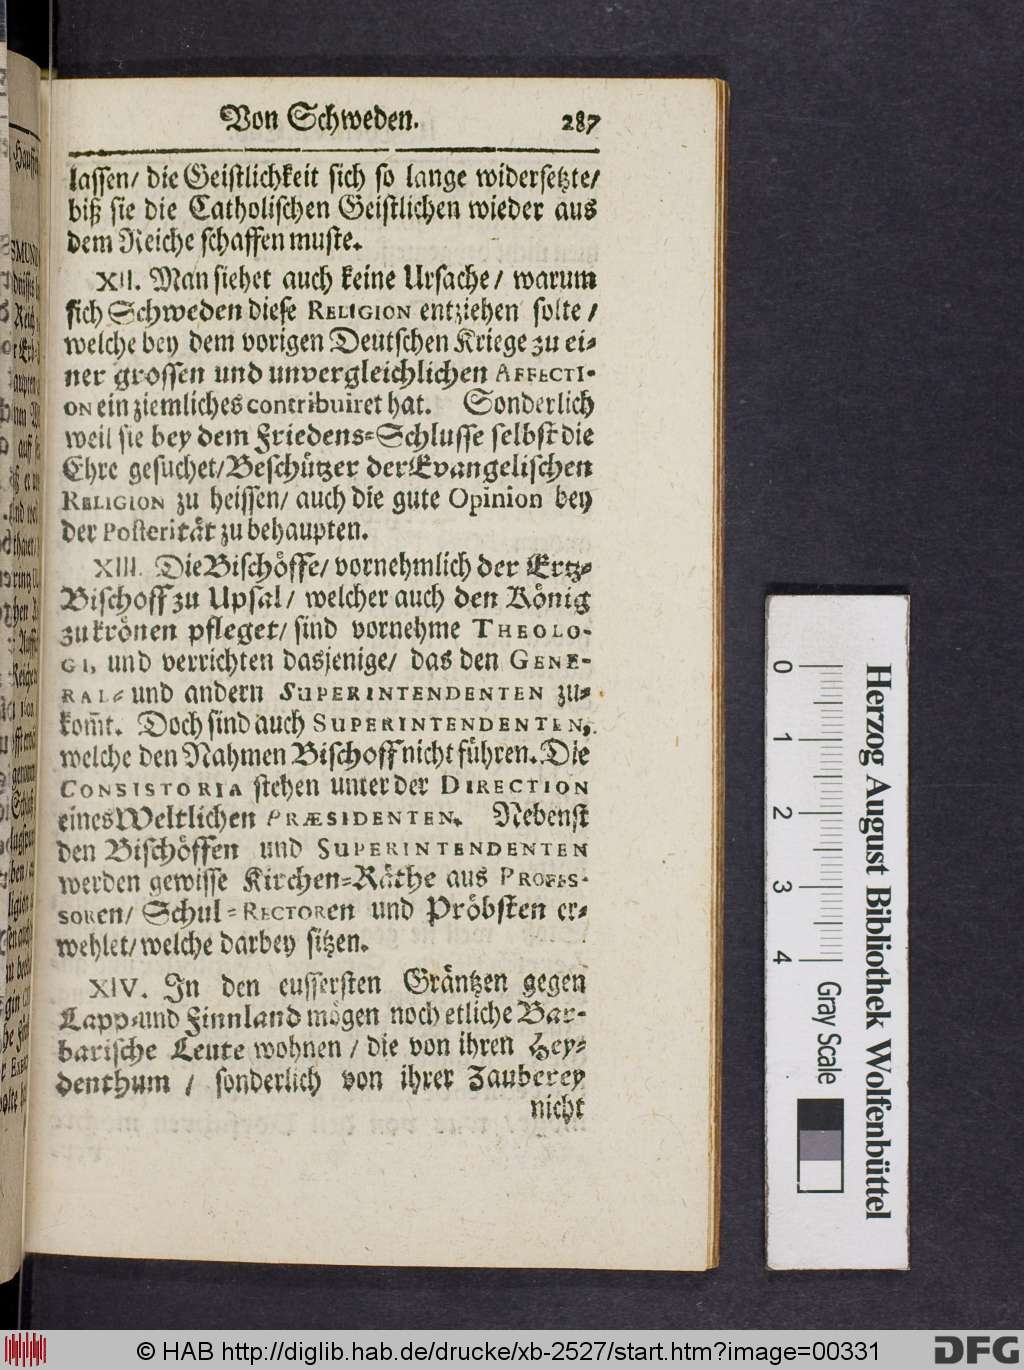 Von Schweden. 287
lassen/ die Geistlichkeit sich so lange widersetzte/
biß sie die Catholischen Geistlichen wieder aus
dem Reiche schaffen muste.
XII. Man siehet auch keine Ursache/ warum
sich Schweden diese RELIGION entziehen solte/
welche bey dem vorigen Deutschen Kriege zu ei-
ner grossen und unvergleichlichen AFFECTI-
ON ein ziemliches contribuiret hat. Sonderlich
weil sie bey dem Friedens-Schlusse selbst die
Ehre gesuchet/ Beschützer der Evangelischen
RELIGION zu heissen/ auch die gute Opinion bey
der Posterität zu behaupten.
XIII. Die Bischöffe/ vornehmlich der Ertz-
Bischoff zu Upsal/ welcher auch den König
zu krönen pfleget/ sind vornehme THEOLO-
GI, und verrichten dasjenige/ das den GENE-
RAL- und andern SUPERINTENDENTEN zu-
kom̃t. Doch sind auch SUPERINTENDENTEN,
welche den Nahmen Bischoff nicht führen. Die
CONSISTORIA stehen unter der DIRECTION
eines Weltlichen PRÆSIDENTEN. Nebenst
den Bischöffen und SUPERINTENDENTEN
werden gewisse Kirchen-Räthe aus PROFES-
SOREN/ Schul-RECTORen und Pröbsten er-
wehlet/ welche darbey sitzen.
XIV. In den eussersten Gräntzen gegen
Lapp- und Finnland mögen noch etliche Bar-
barische Leute wohnen/ die von ihren Hey-
denthum/ sonderlich von ihrer Zauberey
nicht
0 1 2 3 4
Gray Scale
Herzog August Bibliothek Wolfenbüttel
© HAB http://diglib.hab.de/drucke/xb-2527/start.htm?image=00331
DFG